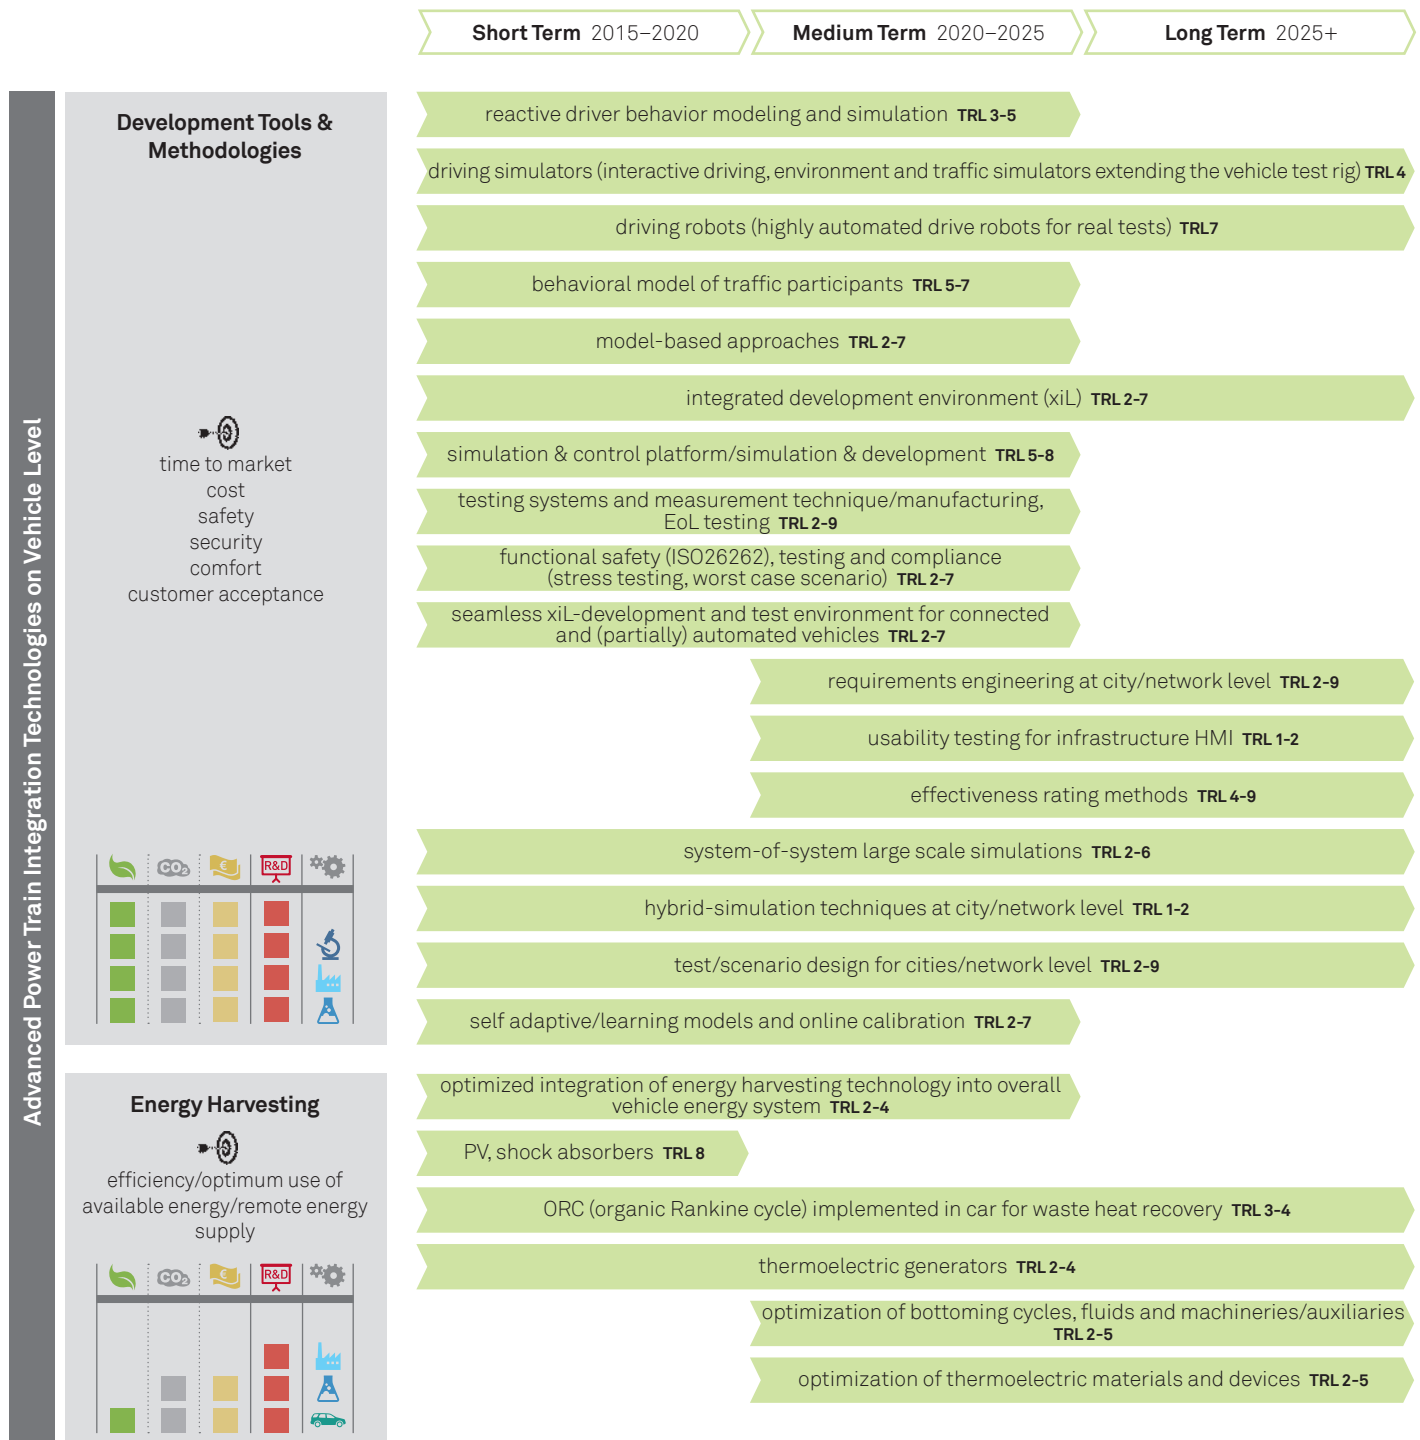 Short Term 2015–2020
Medium Term 2020–2025
Long Term 2025+
Advanced Power Train Integration Technologies on Vehicle Level
Development Tools &
Methodologies
time to market
cost
safety
security
comfort
customer acceptance
CO2
€
R&D
reactive driver behavior modeling and simulation TRL 3-5
driving simulators (interactive driving, environment and traffic simulators extending the vehicle test rig) TRL 4
driving robots (highly automated drive robots for real tests) TRL7
behavioral model of traffic participants TRL 5-7
model-based approaches TRL 2-7
integrated development environment (xiL) TRL 2-7
simulation & control platform/simulation & development TRL 5-8
testing systems and measurement technique/manufacturing,
EoL testing TRL 2-9
functional safety (ISO26262), testing and compliance
(stress testing, worst case scenario) TRL 2-7
seamless xiL-development and test environment for connected
and (partially) automated vehicles TRL 2-7
requirements engineering at city/network level TRL 2-9
usability testing for infrastructure HMI TRL 1-2
effectiveness rating methods TRL 4-9
system-of-system large scale simulations TRL 2-6
hybrid-simulation techniques at city/network level TRL 1-2
test/scenario design for cities/network level TRL 2-9
self adaptive/learning models and online calibration TRL 2-7
Energy Harvesting
efficiency/optimum use of
available energy/remote energy
supply
CO2
€
R&D
optimized integration of energy harvesting technology into overall
vehicle energy system TRL 2-4
PV, shock absorbers TRL 8
ORC (organic Rankine cycle) implemented in car for waste heat recovery TRL 3-4
thermoelectric generators TRL 2-4
optimization of bottoming cycles, fluids and machineries/auxiliaries
TRL 2-5
optimization of thermoelectric materials and devices TRL 2-5